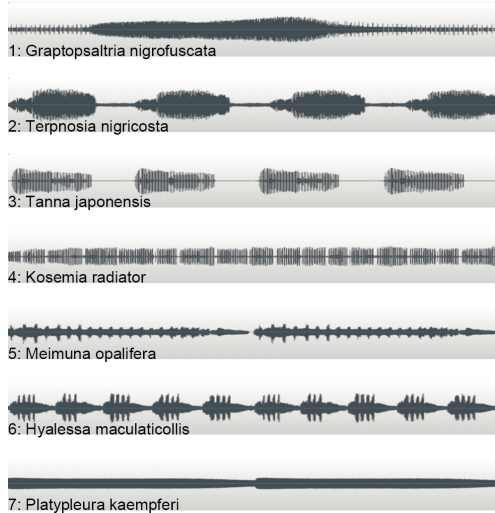 1: Graptopsaltria nigrofuscata
2: Terpnosia nigricosta
3: Tanna japonensis
4: Kosemia radiator
5: Meimuna opalifera
6: Hyalessa maculaticollis
7: Platypleura kaempferi